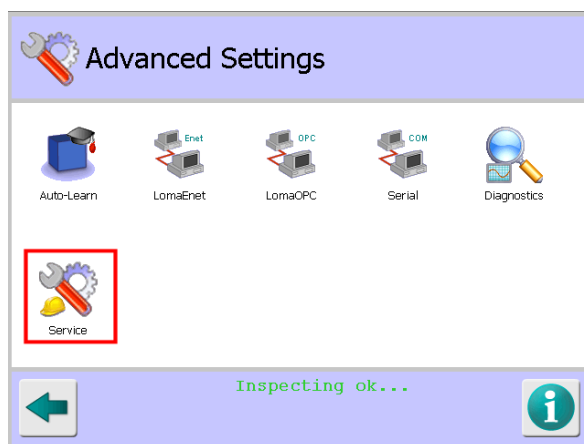 Advanced Settings
Enet
OPC
COM
Auto-Learn
LomaEnet
LomaOPC
Serial
Diagnostics
Service
Inspecting ok...
i